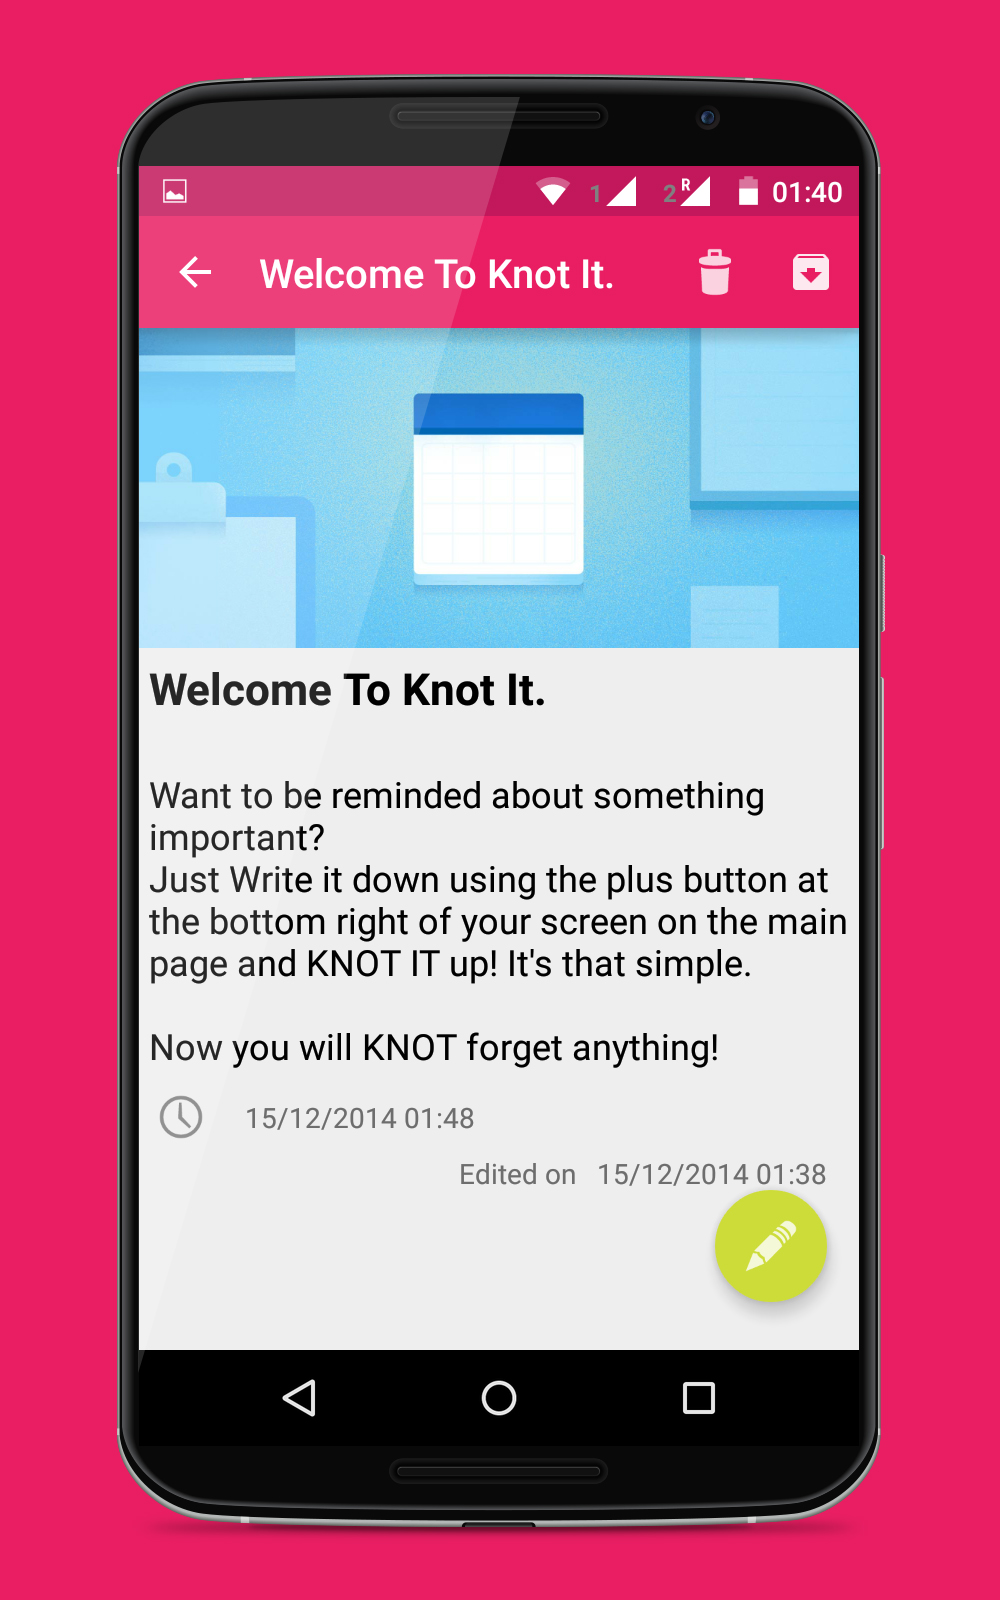 1 2 R 01:40
Welcome To Knot It.
Welcome To Knot It.
Want to be reminded about something
important?
Just Write it down using the plus button at
the bottom right of your screen on the main
page and KNOT IT up! It's that simple.
Now you will KNOT forget anything!
15/12/2014 01:48
Edited on 15/12/2014 01:38